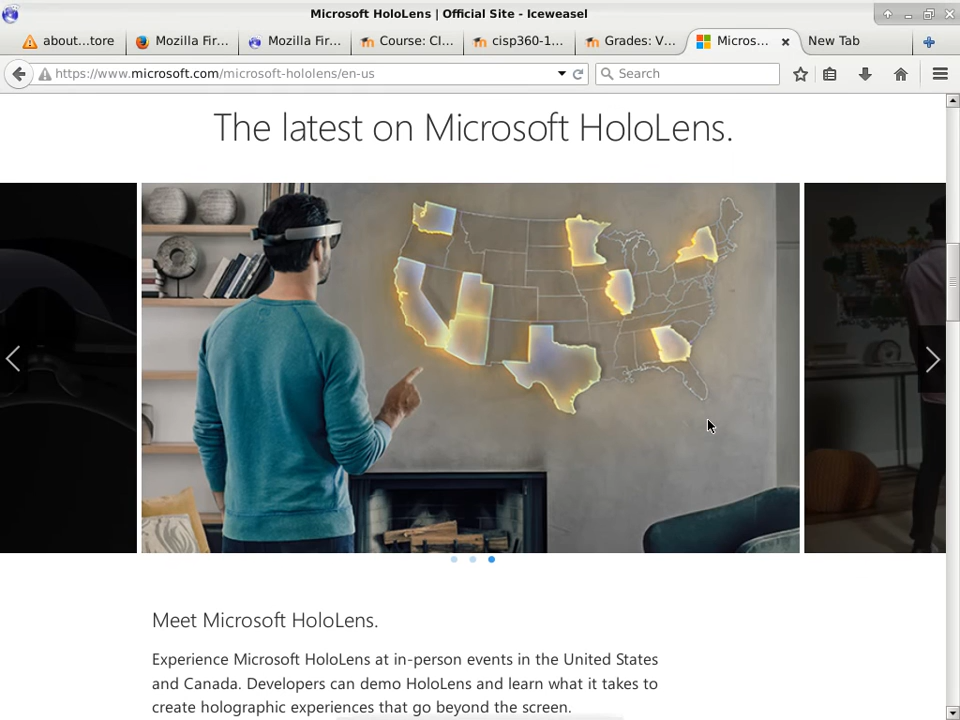 Microsoft HoloLens | Official Site - Iceweasel
about...tore
Mozilla Fir...
Mozilla Fir...
Course: CI...
cisp360-1...
Grades: V...
Micros...
New Tab
https://www.microsoft.com/microsoft-hololens/en-us
Search
The latest on Microsoft HoloLens.
Meet Microsoft HoloLens.
Experience Microsoft HoloLens at in-person events in the United States
and Canada. Developers can demo HoloLens and learn what it takes to
create holographic experiences that go beyond the screen.